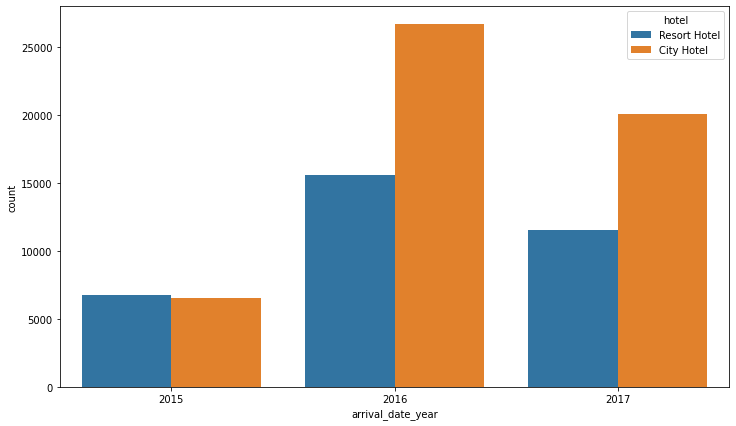 hotel
Resort Hotel
City Hotel
count
25000
20000
15000
10000
5000
0
2015 2016 2017
arrival_date_year